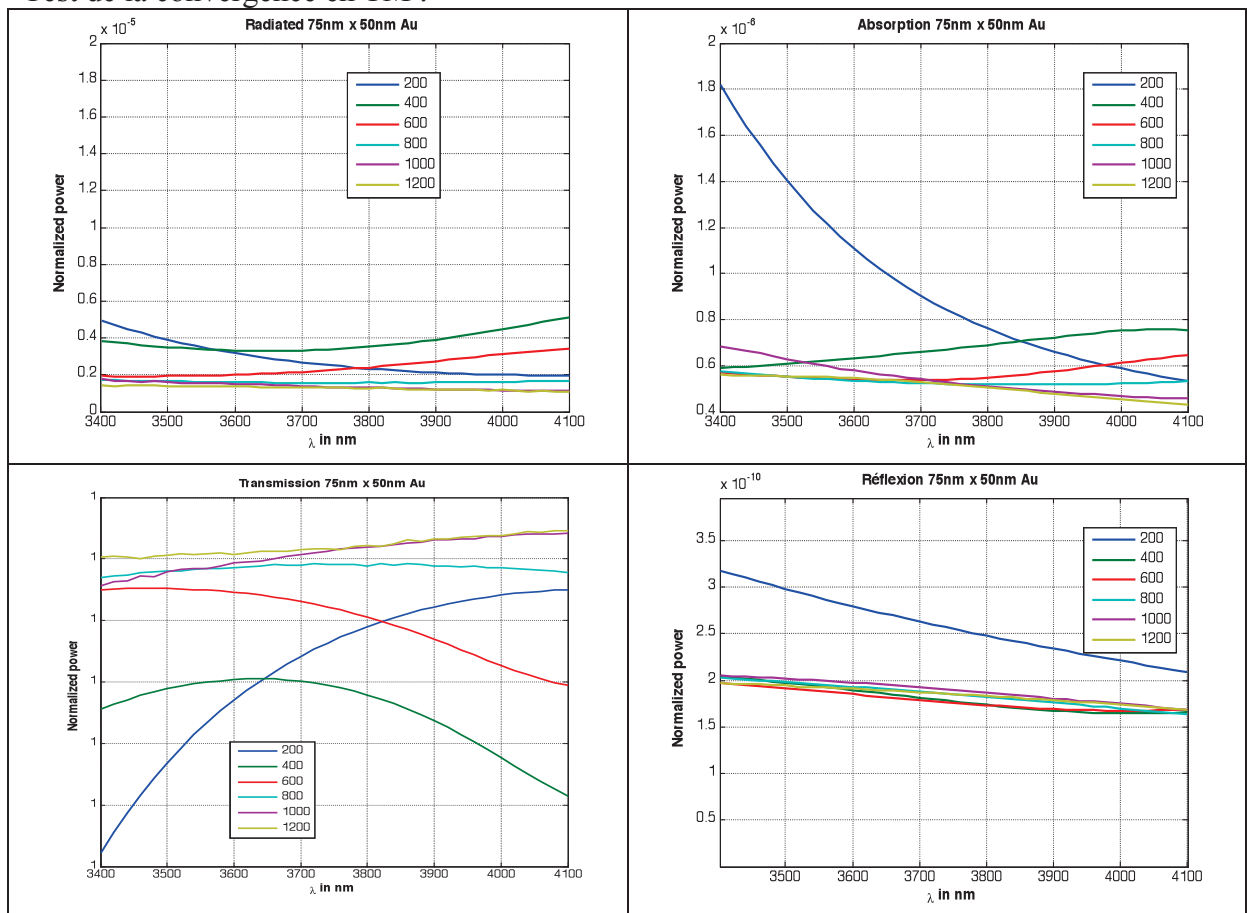 Test de la convergence en TM :
Radiated 75nm x 50nm Au
x 10-5
2
1.8
1.6
1.4
1.2
1
0.8
0.6
0.4
0.2
0
Normalized power
200
400
600
800
1000
1200
3400 3500 3600 3700 3800 3900 4000 4100
λ in nm
Absorption 75nm x 50nm Au
x 10-6
2
1.8
1.6
1.4
1.2
1
0.8
0.6
0.4
Normalized power
200
400
600
800
1000
1200
3400 3500 3600 3700 3800 3900 4000 4100
λ in nm
Transmission 75nm x 50nm Au
1
1
1
1
1
1
1
Normalized power
200
400
600
800
1000
1200
3400 3500 3600 3700 3800 3900 4000 4100
λ in nm
Réflexion 75nm x 50nm Au
x 10-10
3.5
3
2.5
2
1.5
1
0.5
Normalized power
200
400
600
800
1000
1200
3500 3600 3700 3800 3900 4000 4100
λ in nm